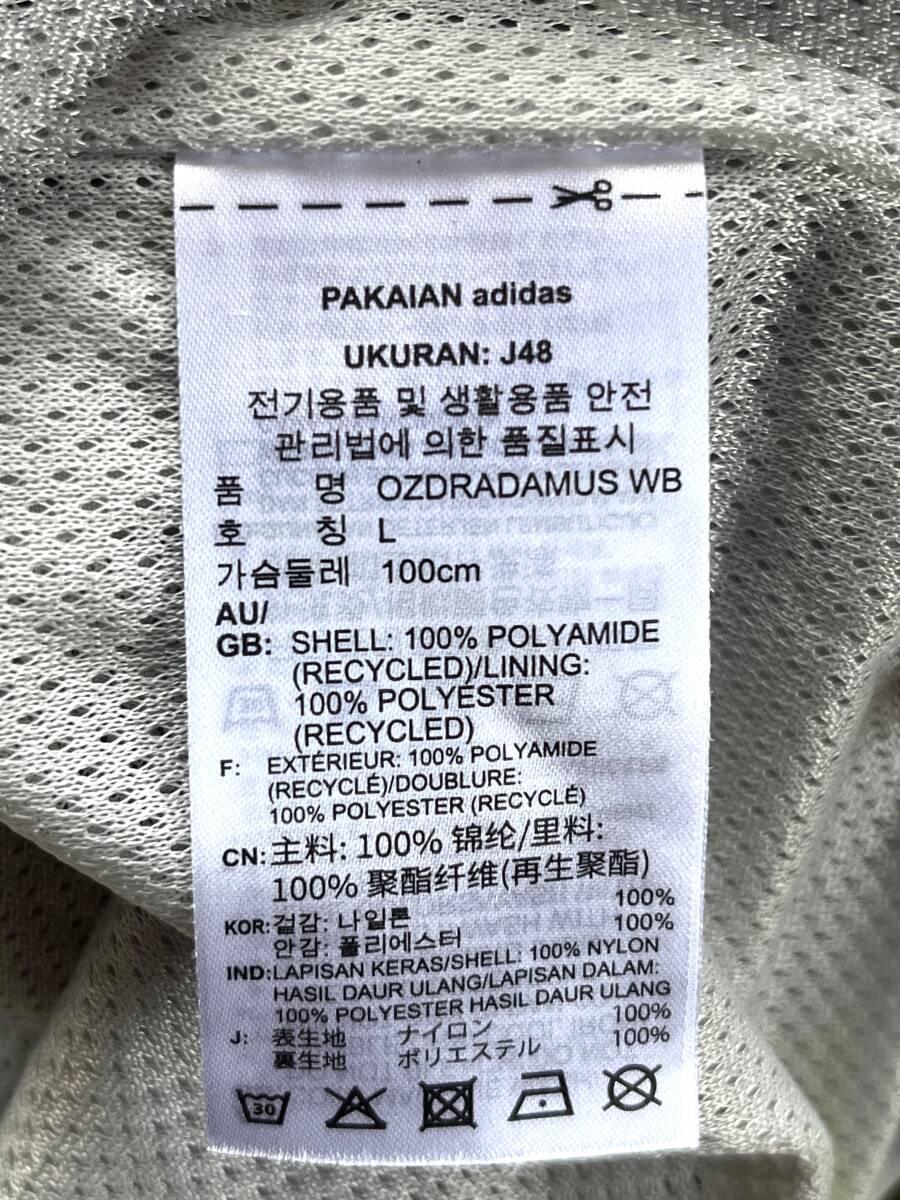 PAKAIAN adidas
UKURAN: J48
전기용품 및 생활용품 안전
관리법에 의한 품질표시
품 명 OZDRADAMUS WB
호 칭 L
가슴둘레 100cm
AU/
GB: SHELL: 100% POLYAMIDE
(RECYCLED)/LINING:
100% POLYESTER
(RECYCLED)
F: EXTÉRIEUR: 100% POLYAMIDE
(RECYCLÉ)/DOUBLURE:
100% POLYESTER (RECYCLÉ)
CN: 主料: 100% 锦纶/里料:
100% 聚酯纤维(再生聚酯)
KOR: 겉감: 나일론 100%
안감: 폴리에스터 100%
IND: LAPISAN KERAS/SHELL: 100% NYLON
HASIL DAUR ULANG/LAPISAN DALAM:
100% POLYESTER HASIL DAUR ULANG
J: 表生地 ナイロン 100%
裏生地 ポリエステル 100%
30